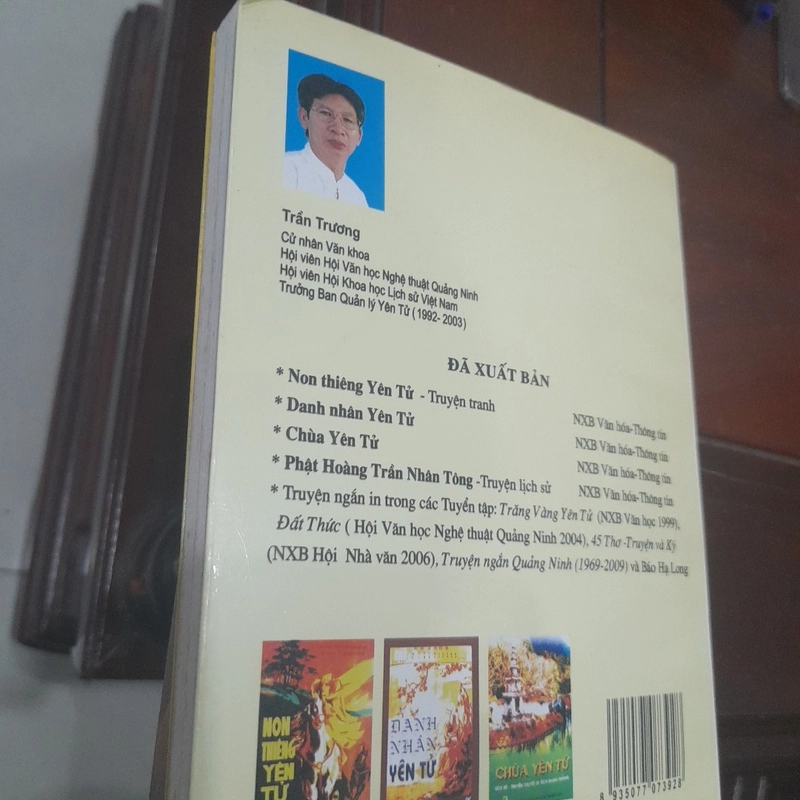 Trần Trương
Cử nhân Văn khoa
Hội viên Hội Văn học Nghệ thuật Quảng Ninh
Hội viên Hội Khoa học Lịch sử Việt Nam
Trưởng Ban Quản lý Yên Tử ( 1992- 2003)
ĐÃ XUẤT BẢN
* Non thiêng Yên Tử - Truyện tranh NXB Văn hóa-Thông tin
* Danh nhân Yên Tử NXB Văn hóa-Thông tin
* Chùa Yên Tử NXB Văn hóa-Thông tin
* Phật Hoàng Trần Nhân Tông -Truyện lịch sử NXB Văn hóa-Thông tin
* Truyện ngắn in trong các Tuyển tập: Trăng Vàng Yên Tử (NXB Văn học 1999),
Đất Thức ( Hội Văn học Nghệ thuật Quảng Ninh 2004), 45 Thơ -Truyện và Ký
(NXB Hội Nhà văn 2006), Truyện ngắn Quảng Ninh (1969-2009) và Báo Hạ Long
NON
THIÊNG
YÊN
TỬ
DANH
NHÂN
YÊN TỬ
CHÙA YÊN TỬ
8 935077 073928